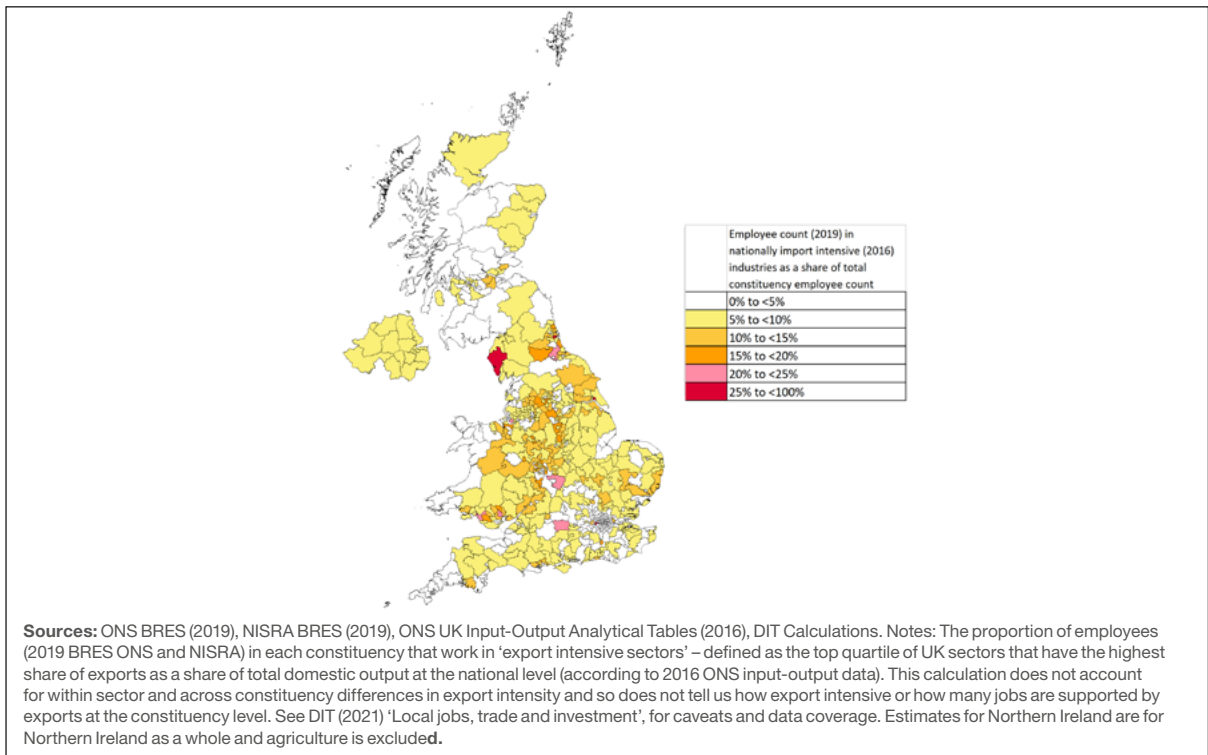 Employee count (2019) in
nationally import intensive (2016)
industries as a share of total
constituency employee count
0% to <5%
5% to <10%
10% to <15%
15% to <20%
20% to <25%
25% to <100%
Sources: ONS BRES (2019), NISRA BRES (2019), ONS UK Input-Output Analytical Tables (2016), DIT Calculations. Notes: The proportion of employees
(2019 BRES ONS and NISRA) in each constituency that work in ‘export intensive sectors’ – defined as the top quartile of UK sectors that have the highest
share of exports as a share of total domestic output at the national level (according to 2016 ONS input-output data). This calculation does not account
for within sector and across constituency differences in export intensity and so does not tell us how export intensive or how many jobs are supported by
exports at the constituency level. See DIT (2021) ‘Local jobs, trade and investment’, for caveats and data coverage. Estimates for Northern Ireland are for
Northern Ireland as a whole and agriculture is excluded.